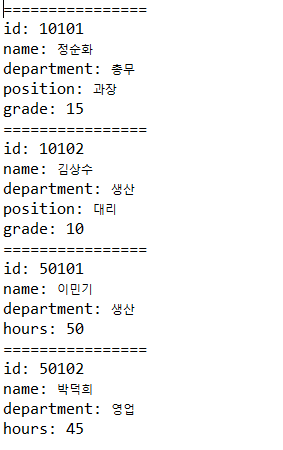 ================
id: 10101
name: 정순화
department: 총무
position: 과장
grade: 15
================
id: 10102
name: 김상수
department: 생산
position: 대리
grade: 10
================
id: 50101
name: 이민기
department: 생산
hours: 50
================
id: 50102
name: 박덕희
department: 영업
hours: 45